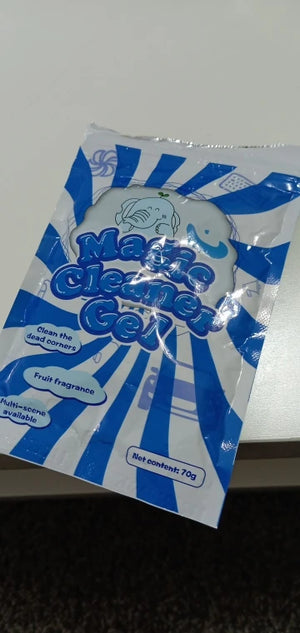 Magic
Cleaner
Gel
Clean the
dead corners
Fruit fragrance
Multi-scene
available
Net content: 70g